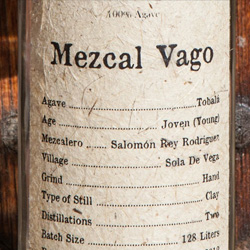 100% Agave
Mezcal Vago
Agave..............................Tobalá
Age..........................Joven (Young)
Mezcalero ...... Salomón Rey Rodriguez
Village.........................Sola De Vega
Grind...............................Hand
Type of Still.........................Clay
Distillations.........................Two
Batch Size.....................128 Liters